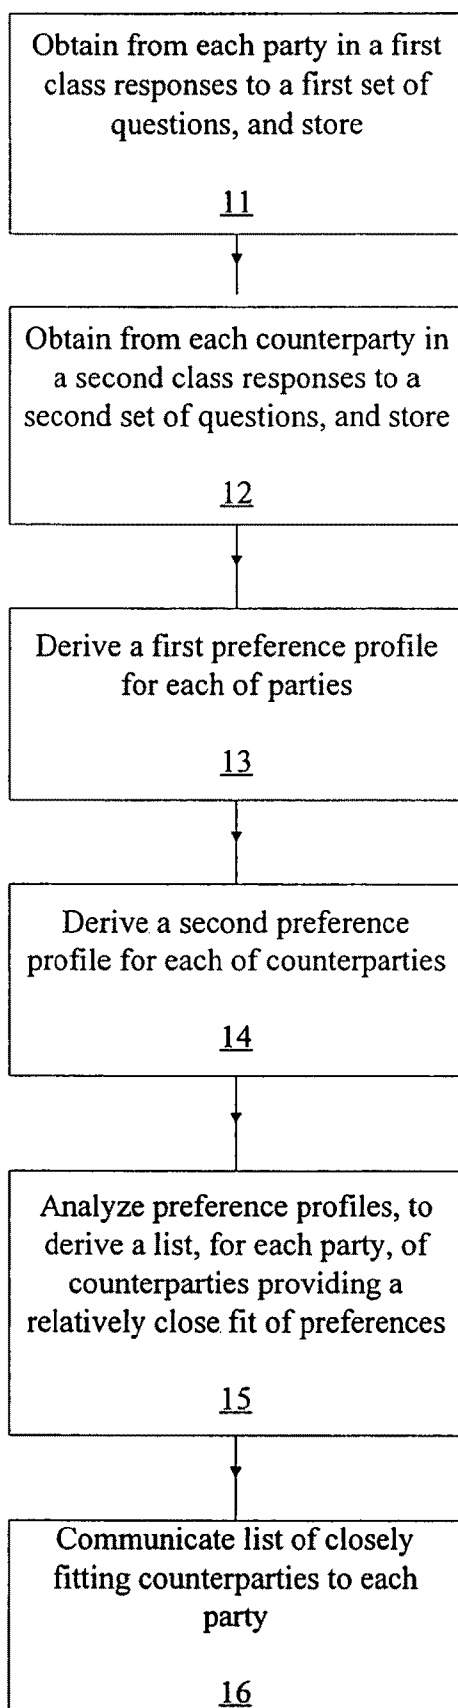 Obtain from each party in a first
class responses to a first set of
questions, and store
11
Obtain from each counterparty in
a second class responses to a
second set of questions, and store
12
Derive a first preference profile
for each of parties
13
Derive a second preference
profile for each of counterparties
14
Analyze preference profiles, to
derive a list, for each party, of
counterparties providing a
relatively close fit of preferences
15
Communicate list of closely
fitting counterparties to each
party
16